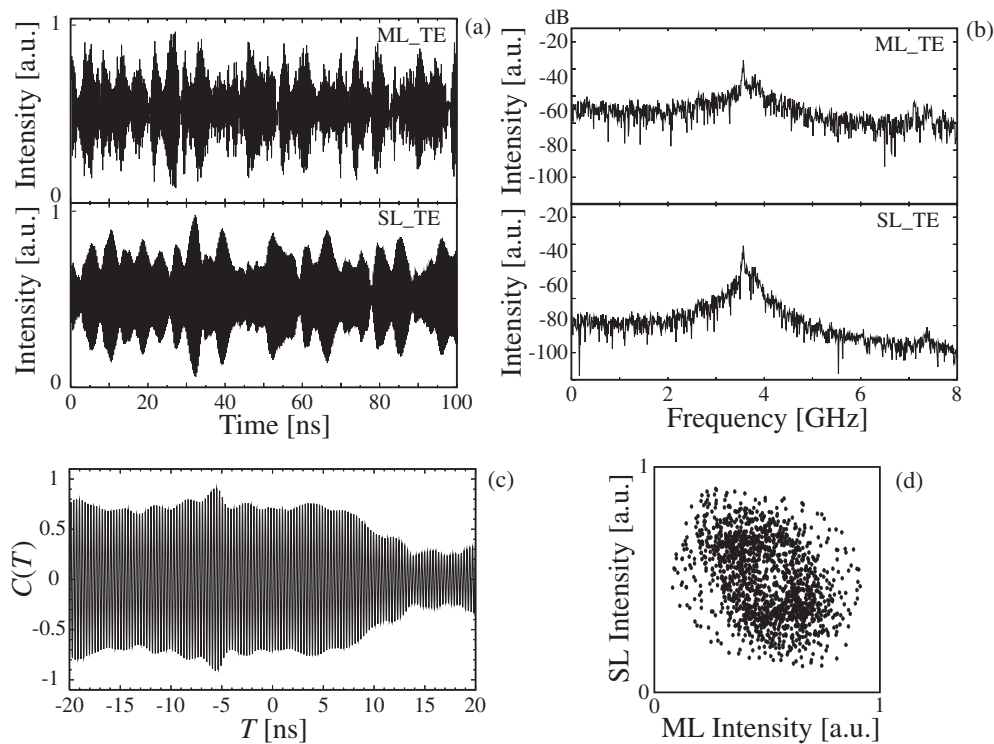 (a)
1
ML_TE
Intensity [a.u.]
0
1
SL_TE
Intensity [a.u.]
0
0 20 40 60 80 100
Time [ns]
dB
(b)
-20
ML_TE
-40
-60
-80
-100
Intensity [a.u.]
-20
SL_TE
-40
-60
-80
-100
Intensity [a.u.]
0 2 4 6 8
Frequency [GHz]
(c)
1
0.5
0
-0.5
-1
C(T)
-20 -15 -10 -5 0 5 10 15 20
T [ns]
(d)
1
SL Intensity [a.u.]
0
0 1
ML Intensity [a.u.]